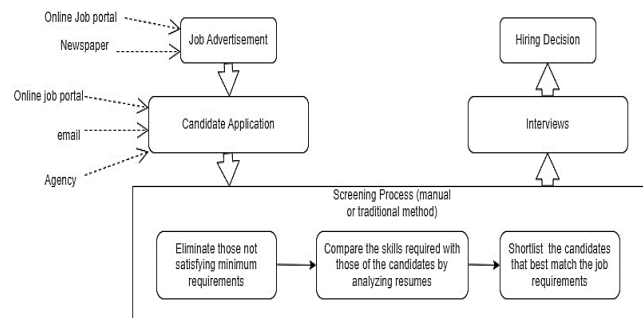 Online Job portal
Newspaper
Job Advertisement
Hiring Decision
Online job portal
email
Agency
Candidate Application
Interviews
Screening Process (manual
or traditional method)
Eliminate those not
satisfying minimum
requirements
Compare the skills required with
those of the candidates by
analyzing resumes
Shortlist the candidates
that best match the job
requirements